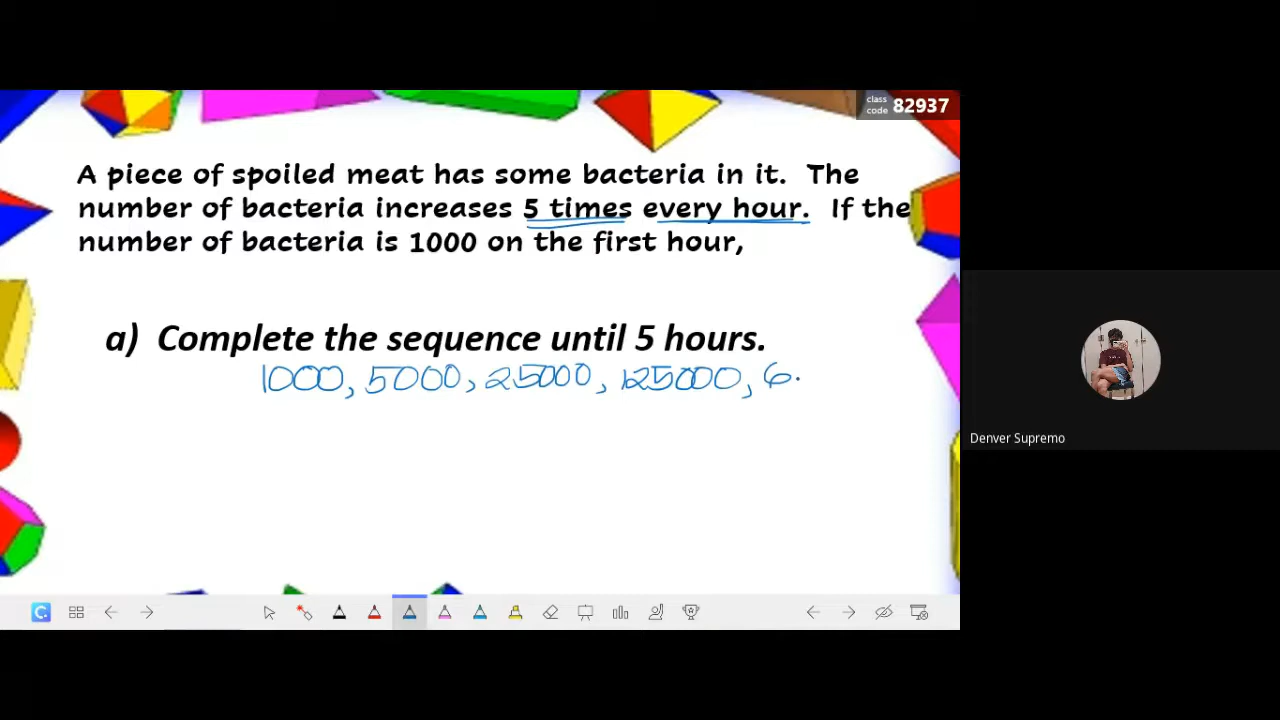 class
code 82937
A piece of spoiled meat has some bacteria in it. The
number of bacteria increases 5 times every hour. If the
number of bacteria is 1000 on the first hour,
a) Complete the sequence until 5 hours.
1000, 5000, 25000, 125000, 6
Denver Supremo